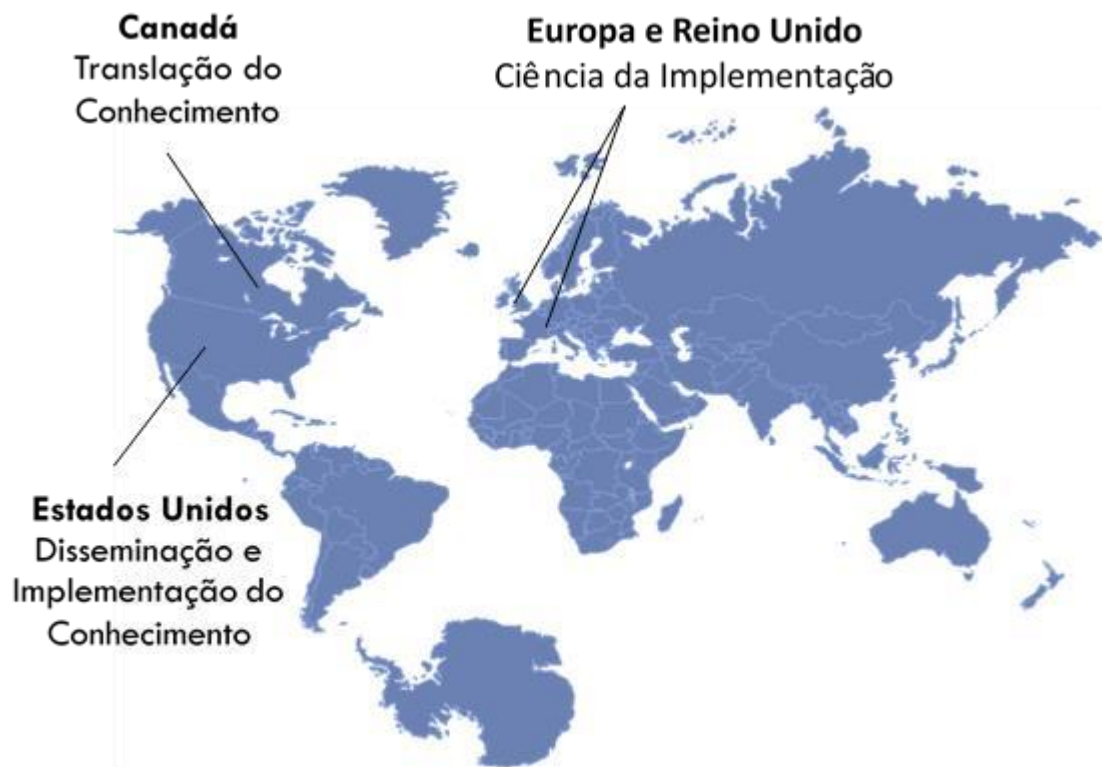 Canadá
Translação do
Conhecimento
Europa e Reino Unido
Ciência da Implementação
Estados Unidos
Disseminação e
Implementação do
Conhecimento